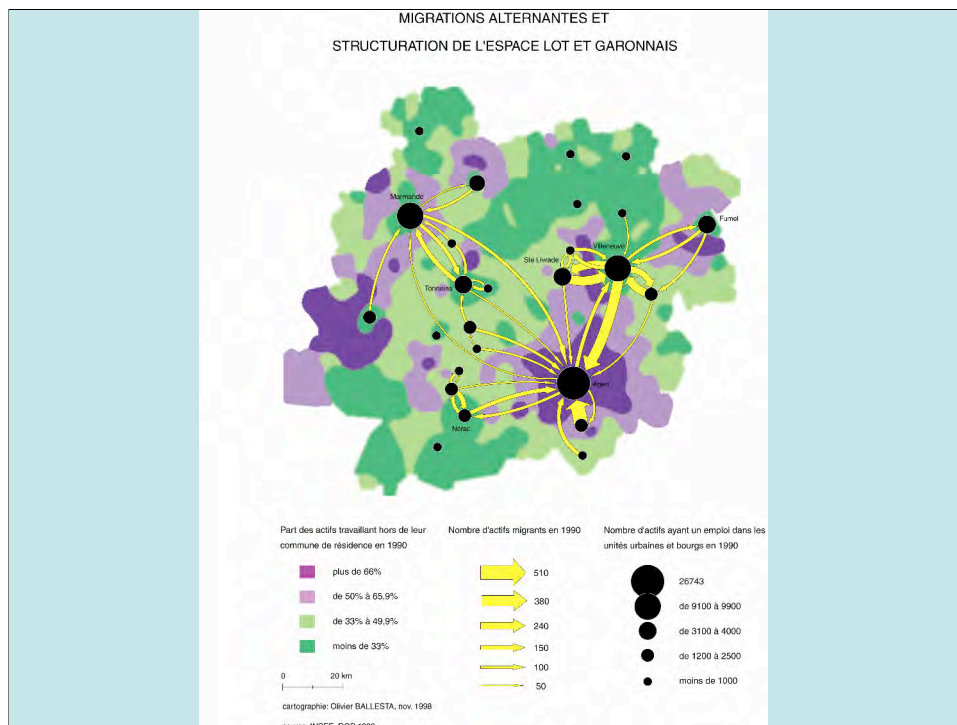 MIGRATIONS ALTERNANTES ET
STRUCTURATION DE L'ESPACE LOT ET GARONNAIS
Marmande
Fumel
Villeneuve
Ste Livrade
Tonneins
Agen
Nérac
Part des actifs travaillant hors de leur
commune de résidence en 1990
plus de 66%
de 50% à 65,9%
de 33% à 49,9%
moins de 33%
0 20 km
cartographie: Olivier BALLESTA, nov. 1998
Nombre d'actifs migrants en 1990
510
380
240
150
100
50
Nombre d'actifs ayant un emploi dans les
unités urbaines et bourgs en 1990
26743
de 9100 à 9900
de 3100 à 4000
de 1200 à 2500
moins de 1000